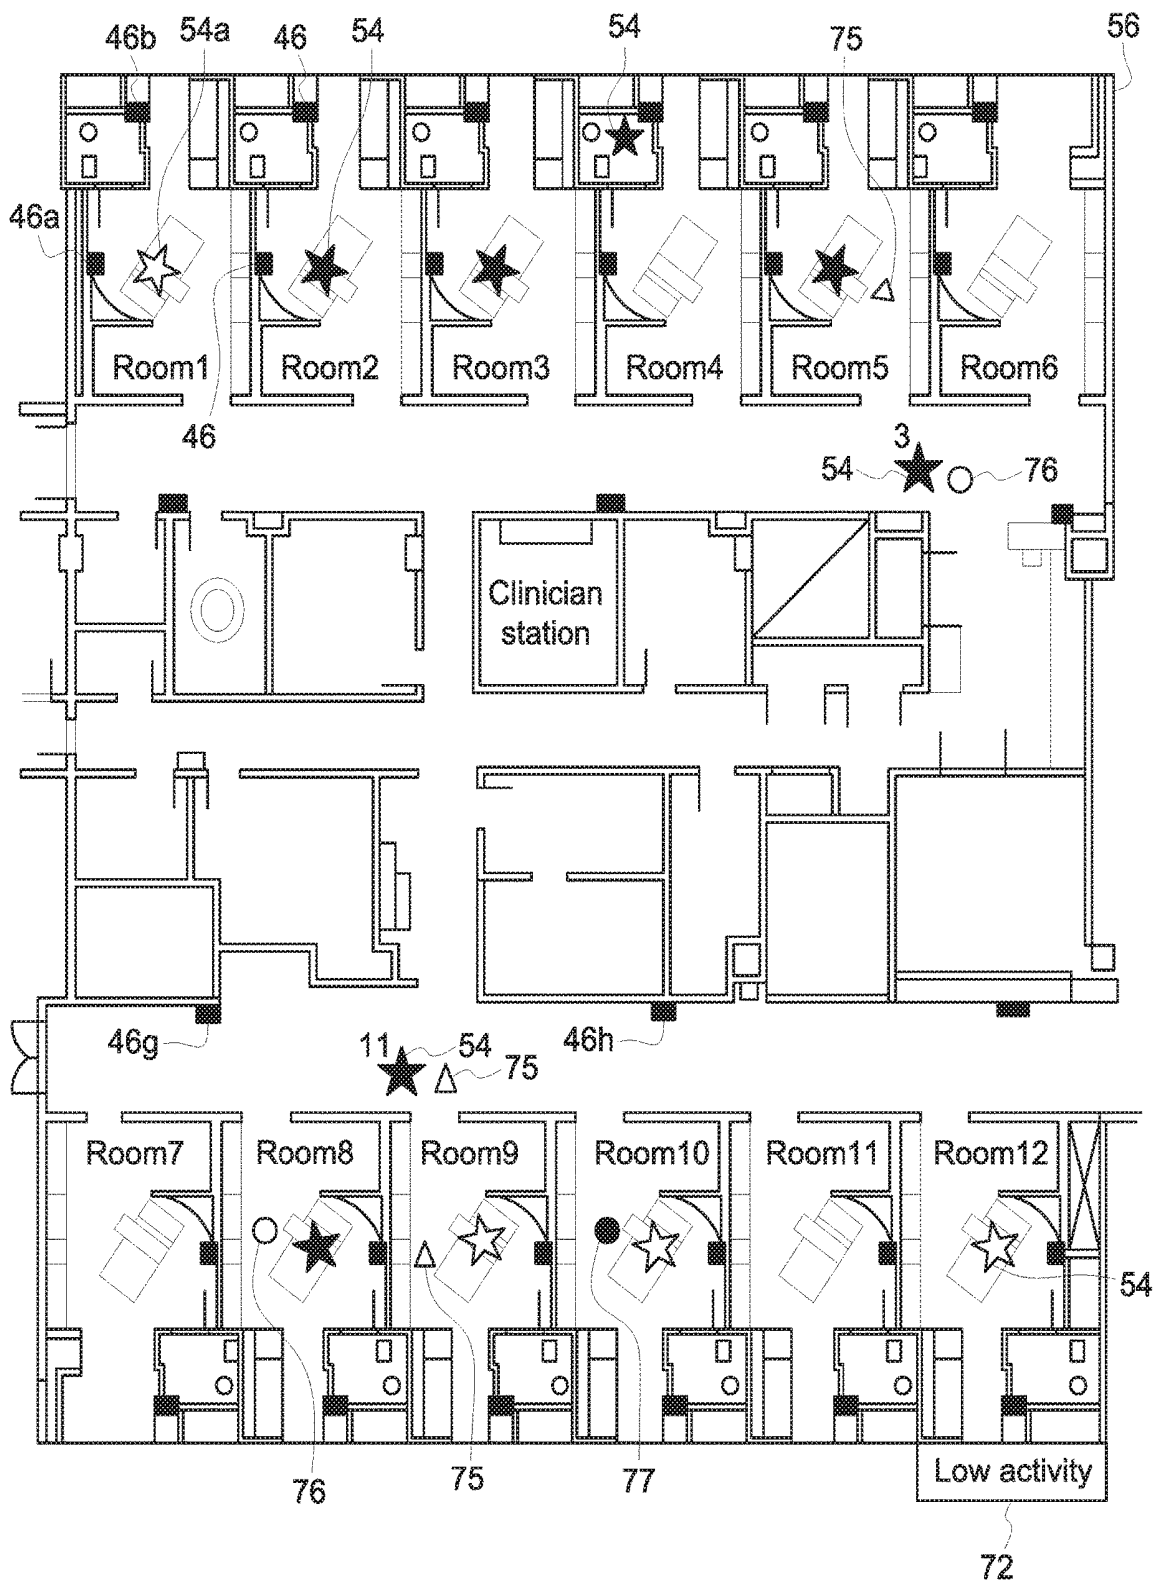 46b
54a
46
54
54
75
56
46a
Room1
Room2
Room3
Room4
Room5
Room6
46
3
54
76
Clinician
station
46g
11
54
75
46h
Room7
Room8
Room9
Room10
Room11
Room12
54
76
75
77
Low activity
72